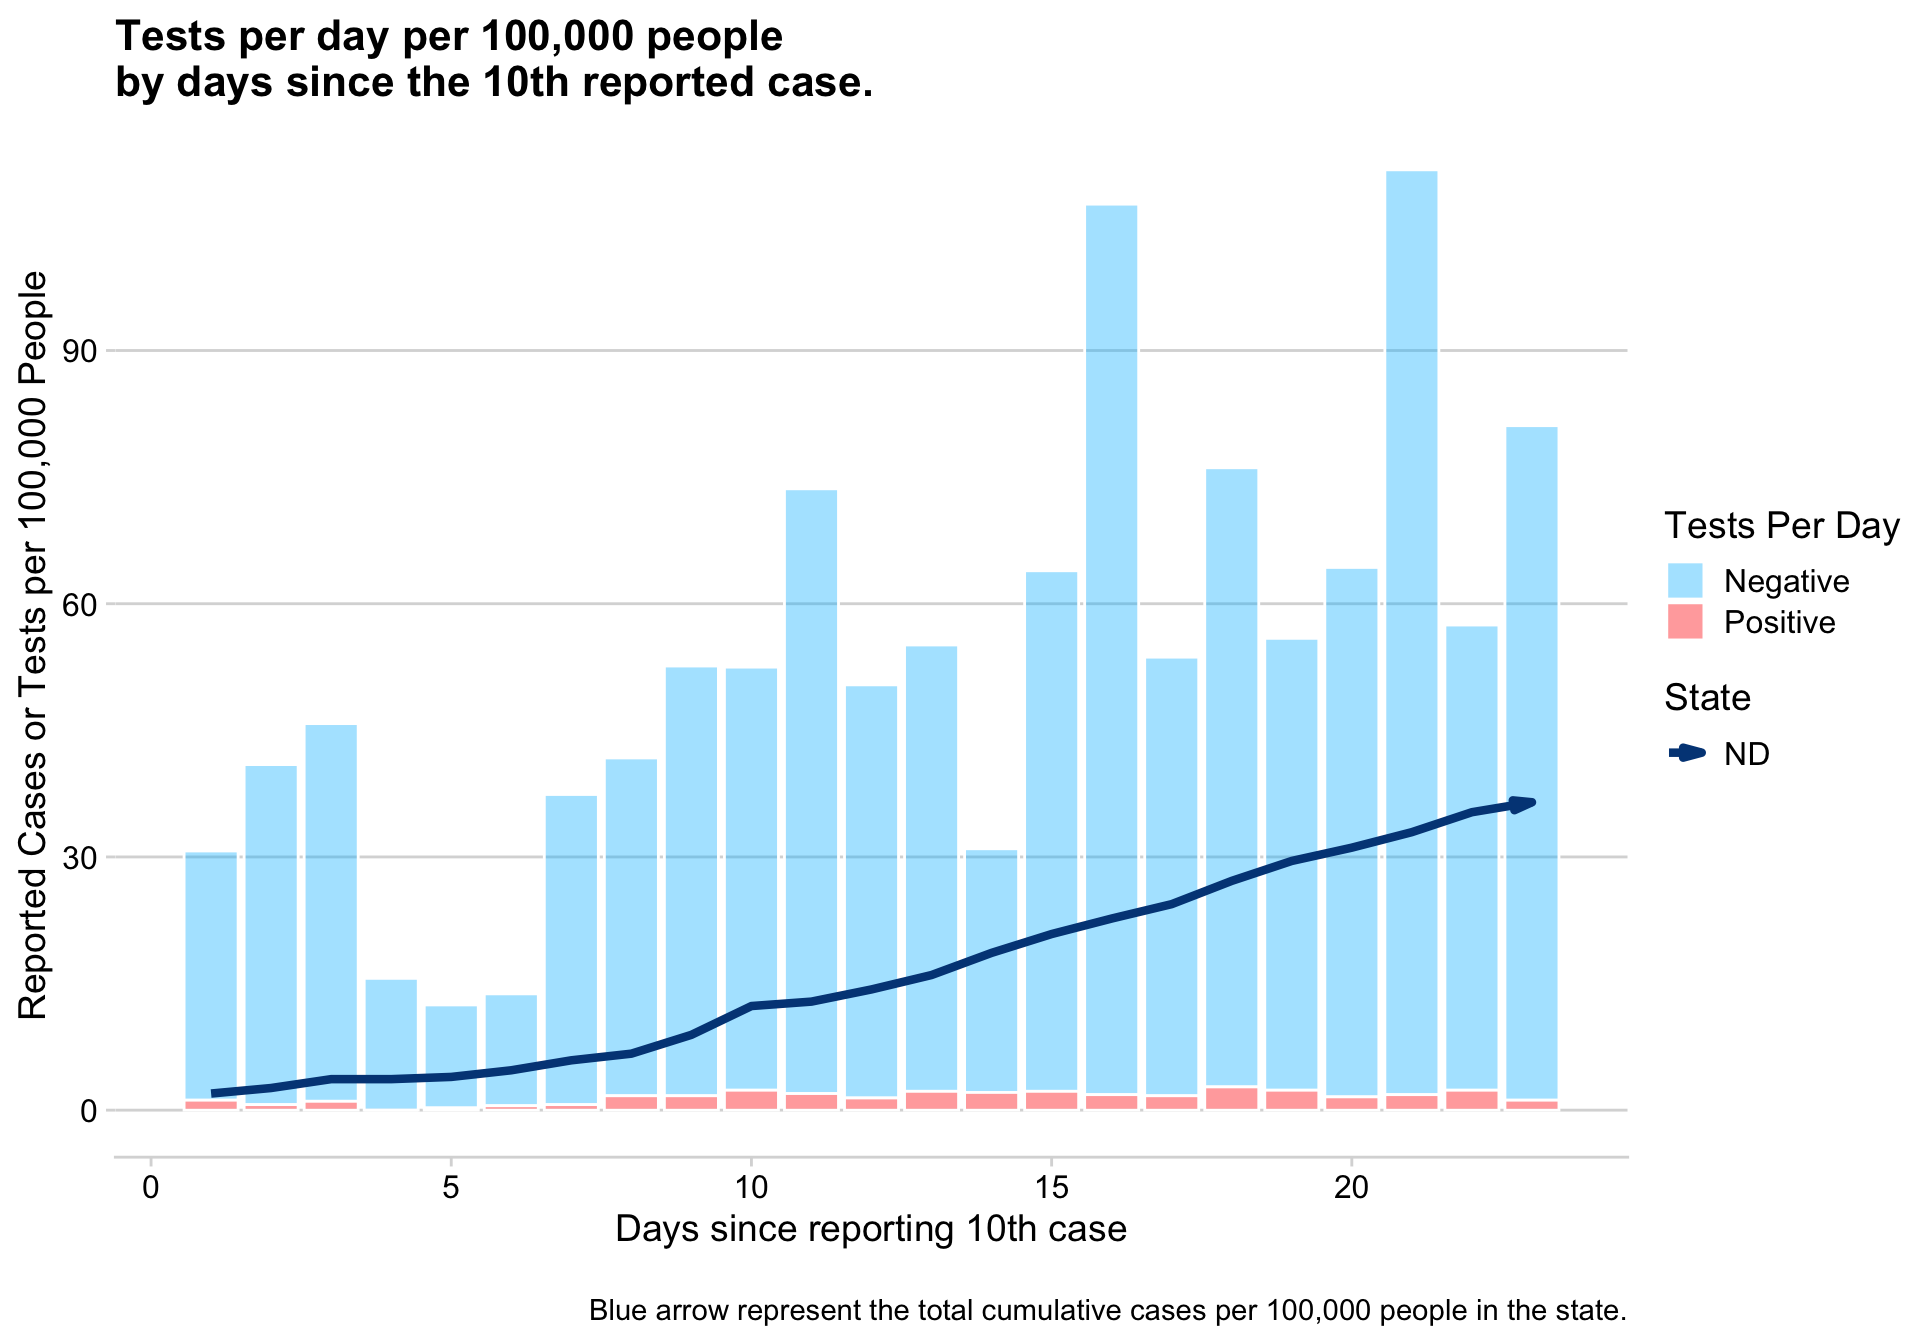 Tests per day per 100,000 people
by days since the 10th reported case.
Reported Cases or Tests per 100,000 People
90
60
30
0
0
5
10
15
20
Days since reporting 10th case
Tests Per Day
Negative
Positive
State
ND
Blue arrow represent the total cumulative cases per 100,000 people in the state.